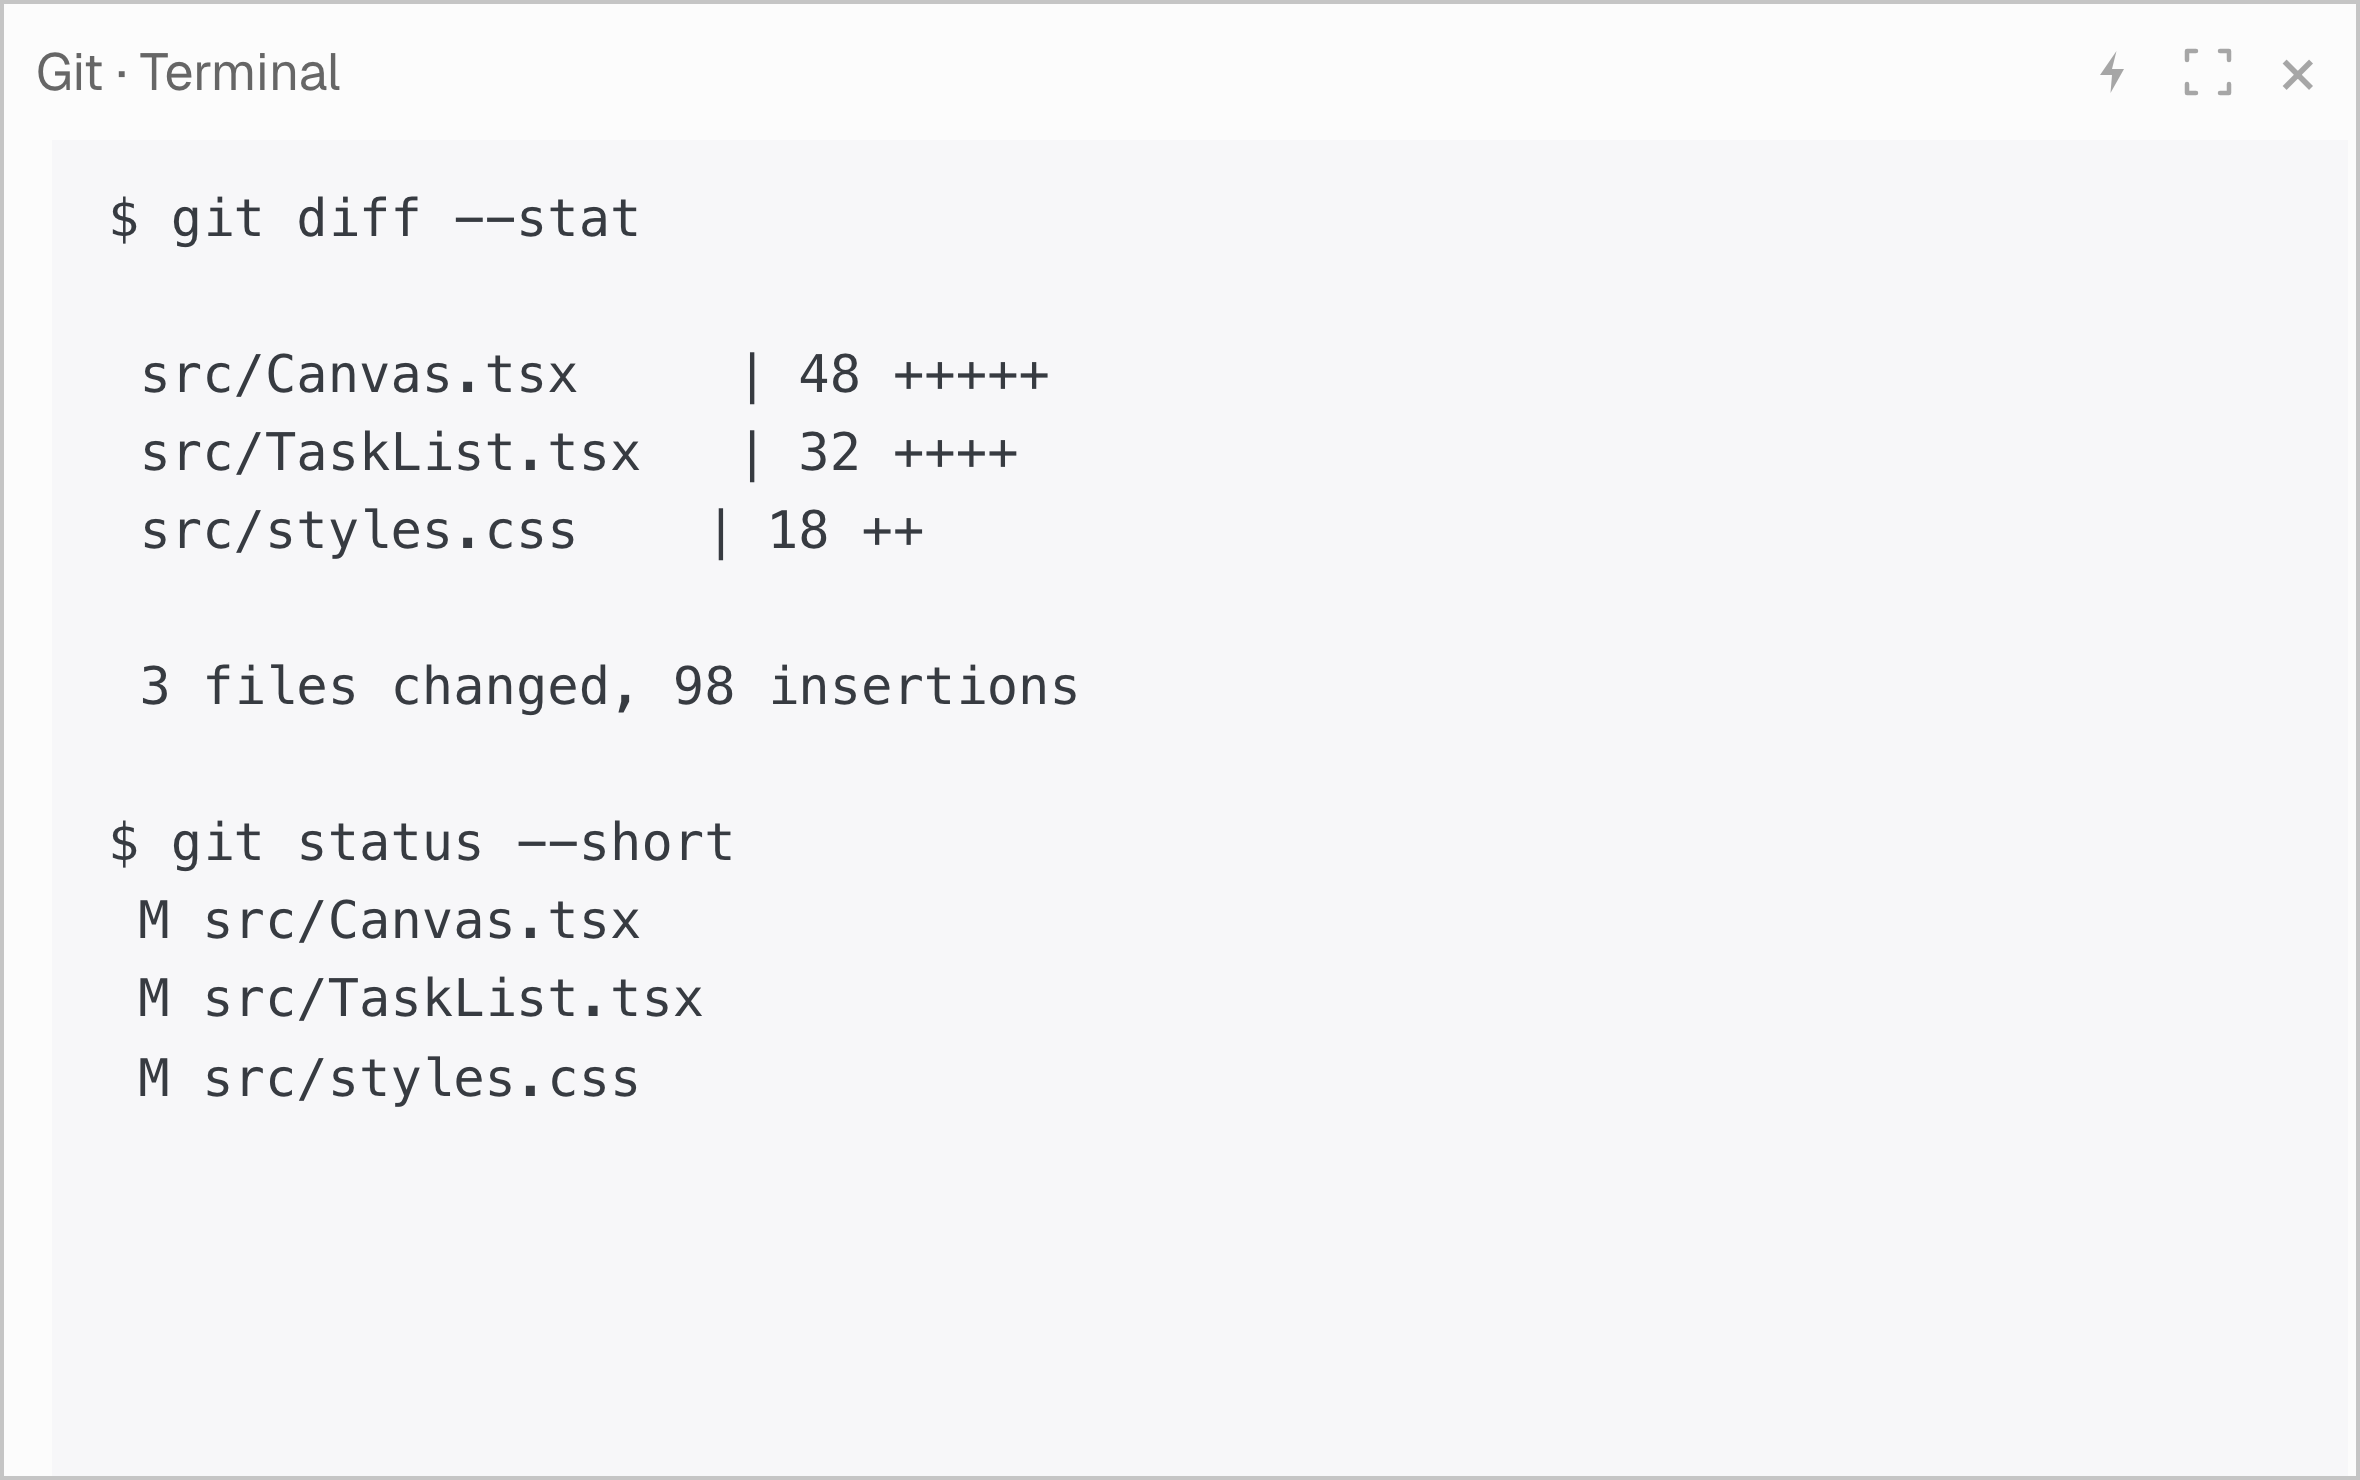 Git · Terminal
$ git diff --stat
src/Canvas.tsx     | 48 +++++
src/TaskList.tsx   | 32 ++++
src/styles.css    | 18 ++
3 files changed, 98 insertions
$ git status --short
M src/Canvas.tsx
M src/TaskList.tsx
M src/styles.css